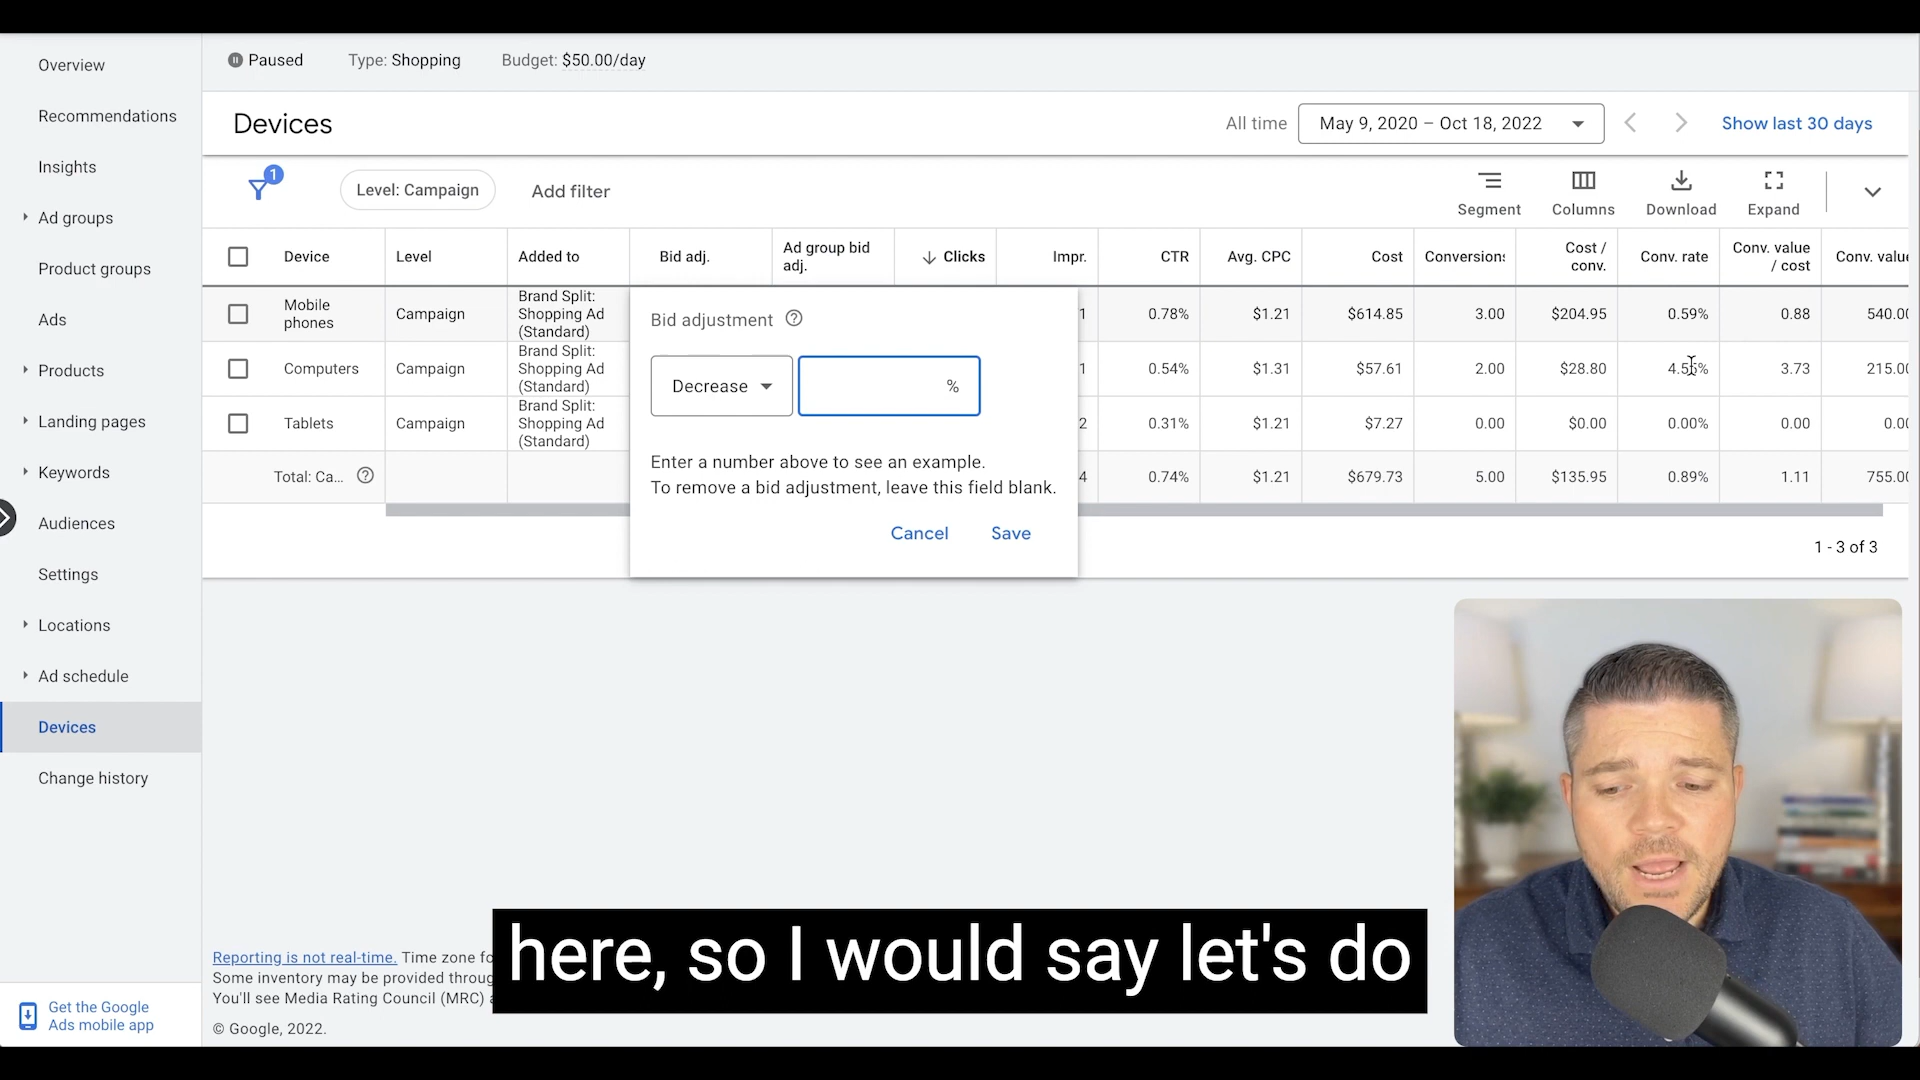 Paused Type: Shopping Budget: $50.00/day
Overview
Recommendations
Insights
Ad groups
Product groups
Ads
Products
Landing pages
Keywords
Audiences
Settings
Locations
Ad schedule
Devices
Change history
Get the Google
Ads mobile app
Devices
All time May 9, 2020 – Oct 18, 2022 Show last 30 days
1
Level: Campaign Add filter
Segment Columns Download Expand
Device Level Added to Bid adj. Ad group bid adj. Clicks Impr. CTR Avg. CPC Cost Conversions Cost / conv. Conv. rate Conv. value / cost Conv. value
Mobile phones Campaign Brand Split: Shopping Ad (Standard) 1 0.78% $1.21 $614.85 3.00 $204.95 0.59% 0.88 540.00
Computers Campaign Brand Split: Shopping Ad (Standard) 1 0.54% $1.31 $57.61 2.00 $28.80 3.73 215.00
Tablets Campaign Brand Split: Shopping Ad (Standard) 2 0.31% $1.21 $7.27 0.00 $0.00 0.00% 0.00 0.00
Total: Ca... 4 0.74% $1.21 $679.73 5.00 $135.95 0.89% 1.11 755.00
1 - 3 of 3
Bid adjustment
Decrease %
Enter a number above to see an example.
To remove a bid adjustment, leave this field blank.
Cancel Save
Reporting is not real-time. Time zone fo
Some inventory may be provided throug
You'll see Media Rating Council (MRC)
© Google, 2022.
here, so I would say let's do